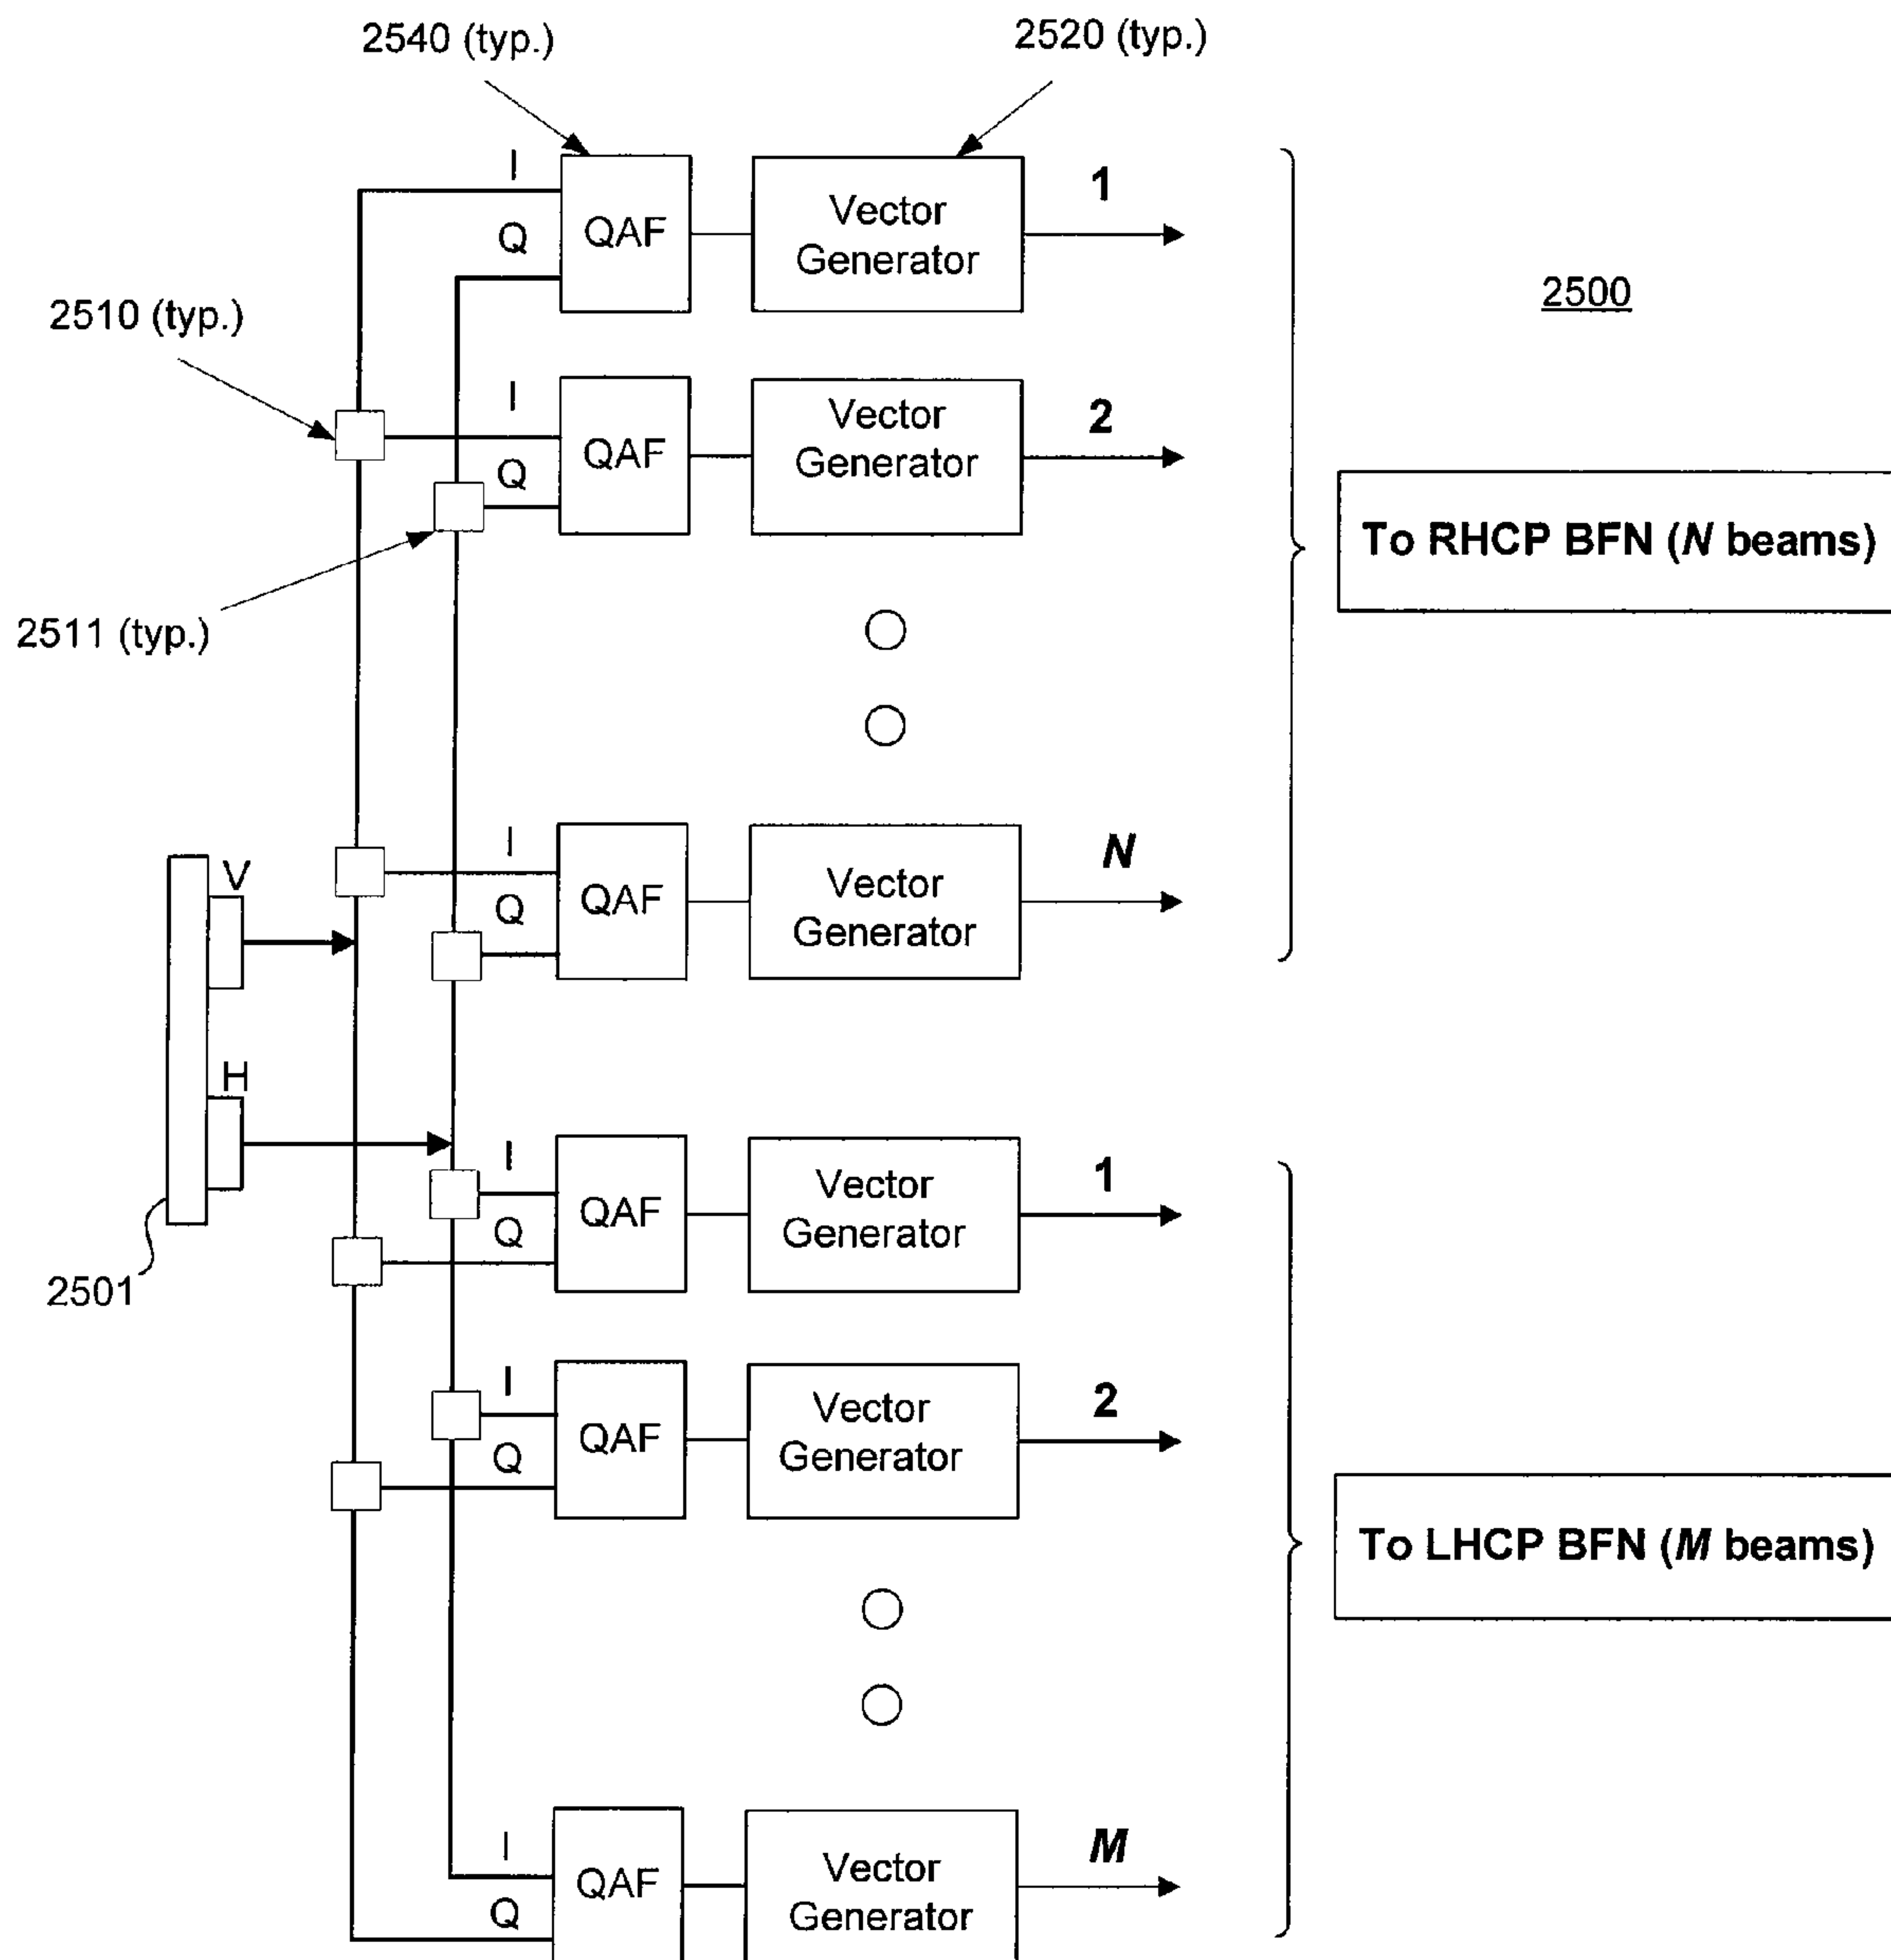 2540 (typ.)
2520 (typ.)
I
Q
QAF
Vector
Generator
1
2500
2510 (typ.)
I
Q
QAF
Vector
Generator
2
To RHCP BFN (N beams)
2511 (typ.)
I
Q
QAF
Vector
Generator
N
V
H
I
Q
QAF
Vector
Generator
1
2501
I
Q
QAF
Vector
Generator
2
To LHCP BFN (M beams)
I
Q
QAF
Vector
Generator
M